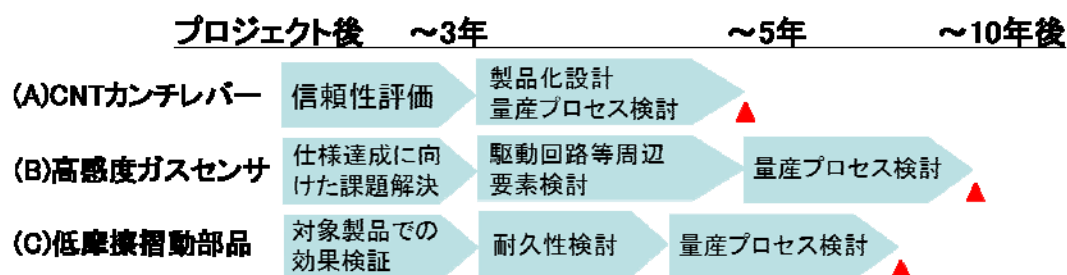 プロジェクト後 ～3年 ～5年 ～10年後
(A)CNTカンチレバー 信頼性評価 製品化設計
量産プロセス検討
(B)高感度ガスセンサ 仕様達成に向
けた課題解決 駆動回路等周辺
要素検討 量産プロセス検討
(C)低摩擦摺動部品 対象製品での
効果検証 耐久性検討 量産プロセス検討